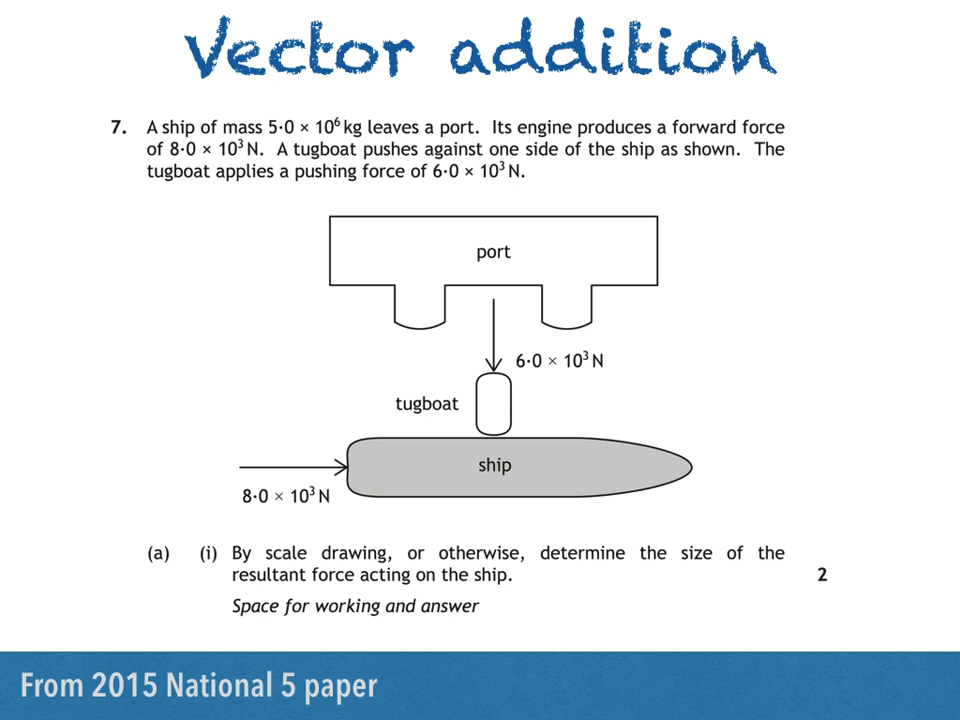 Vector addition
7. A ship of mass 5·0 × 10⁶ kg leaves a port. Its engine produces a forward force
of 8·0 × 10³ N. A tugboat pushes against one side of the ship as shown. The
tugboat applies a pushing force of 6·0 × 10³ N.
port
6·0 × 10³ N
tugboat
ship
8·0 × 10³ N
(a) (i) By scale drawing, or otherwise, determine the size of the
resultant force acting on the ship. 2
Space for working and answer
From 2015 National 5 paper